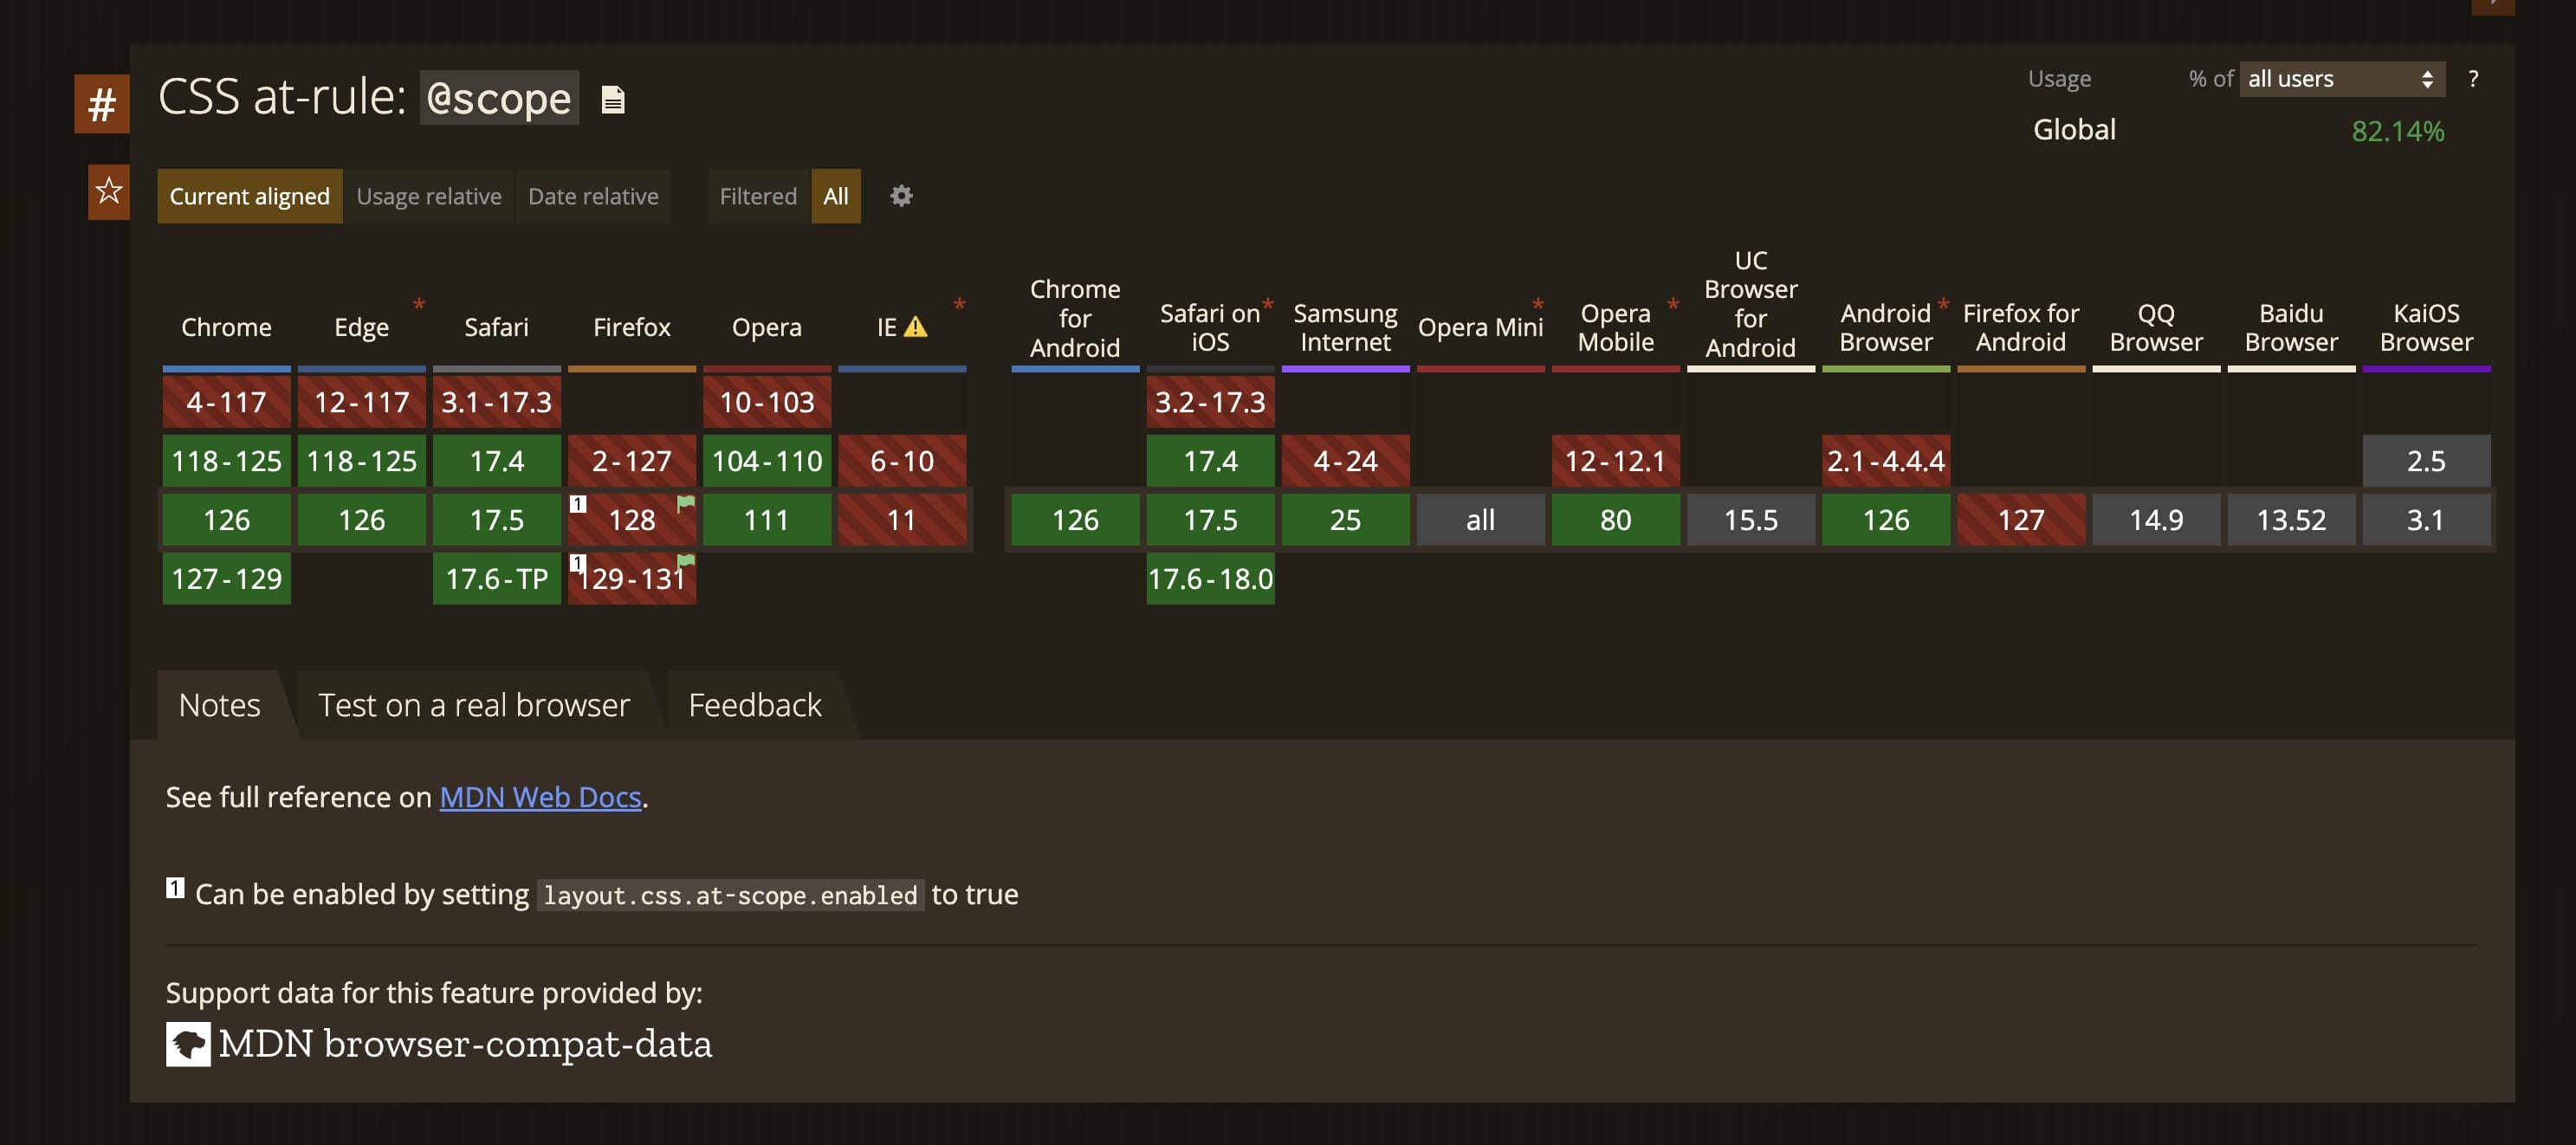 #
CSS at-rule: @scope
Usage % of all users ?
Global 82.14%
Current aligned Usage relative Date relative Filtered All
Chrome Edge * Safari Firefox Opera IE *
Chrome for Android Safari on iOS * Samsung Internet Opera Mini * Opera Mobile * UC Browser for Android Android Browser * Firefox for Android QQ Browser Baidu Browser KaiOS Browser
4-117 12-117 3.1-17.3 10-103 3.2-17.3
118-125 118-125 17.4 2-127 104-110 6-10 17.4 4-24 12-12.1 2.1-4.4.4 2.5
126 126 17.5 1 128 111 11 126 17.5 25 all 80 15.5 126 127 14.9 13.52 3.1
127-129 17.6-TP 1 129-131 17.6-18.0
Notes Test on a real browser Feedback
See full reference on MDN Web Docs.
1 Can be enabled by setting layout.css.at-scope.enabled to true
Support data for this feature provided by:
MDN browser-compat-data